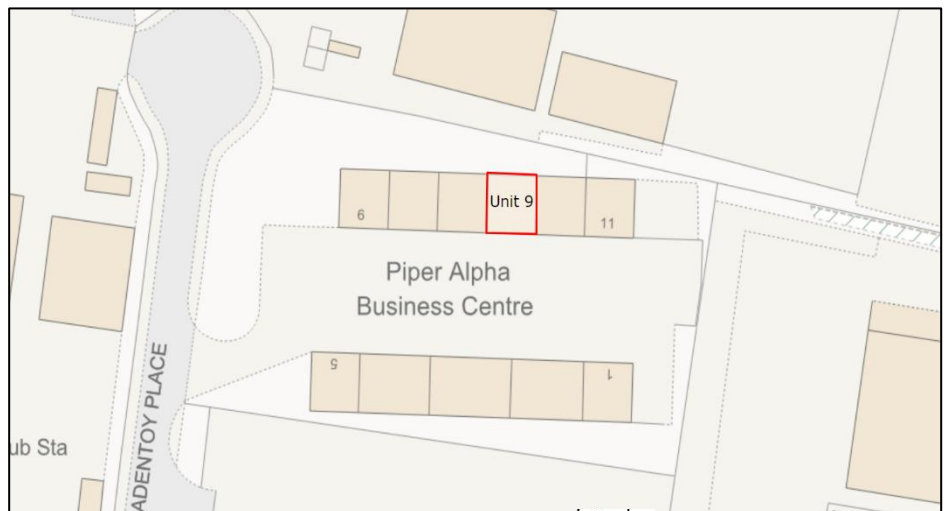 Unit 9
6
11
Piper Alpha
Business Centre
5
1
ADENTOY PLACE
ub Sta